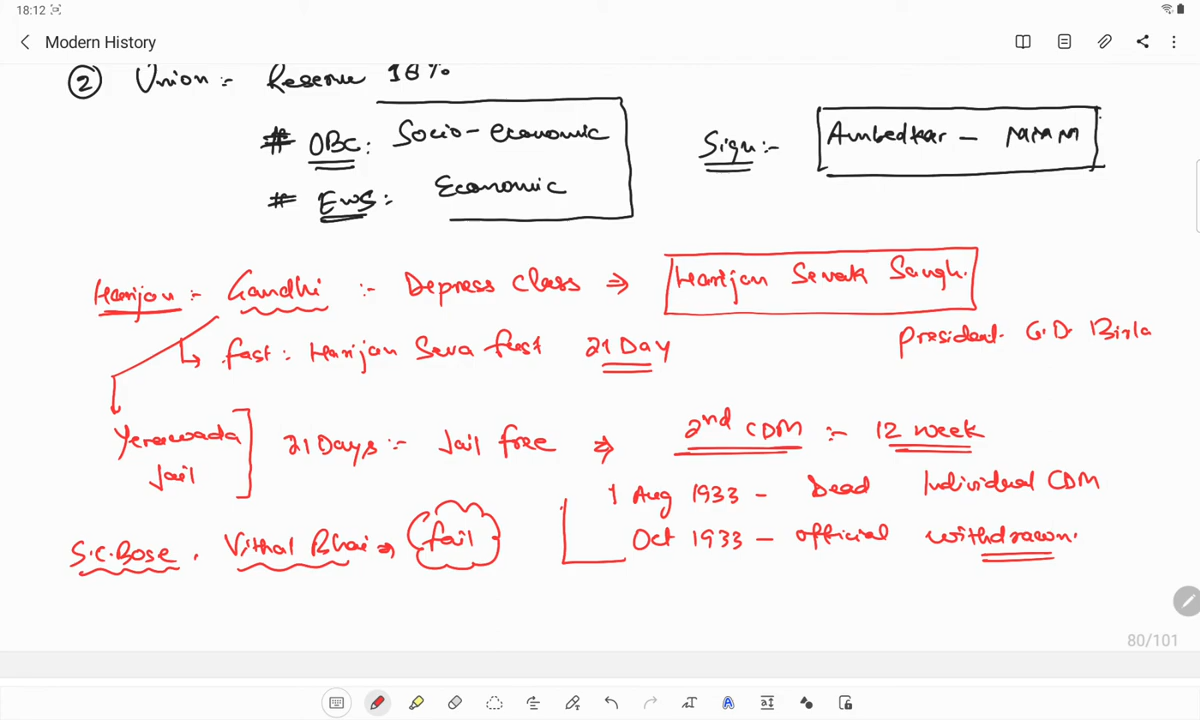 18:12
Modern History
② Union :- Reserve 18%
# OBC : Socio-economic
# EWS : Economic
Sign :- Ambedkar - MMM
Harijan :- Gandhi :- Depress Class ⇒ Harijan Sevak Sangh.
President. G.D. Birla
↳ fast : Harijan Seva fast 21 Day
Yerawada Jail] 21 Days :- Jail free ⇒ 2nd CDM :- 12 week
1 Aug 1933 - Dead Individual CDM
Oct 1933 - official withdrawn.
S.C.Bose, Vithal Bhai ⇒ fail
80/101